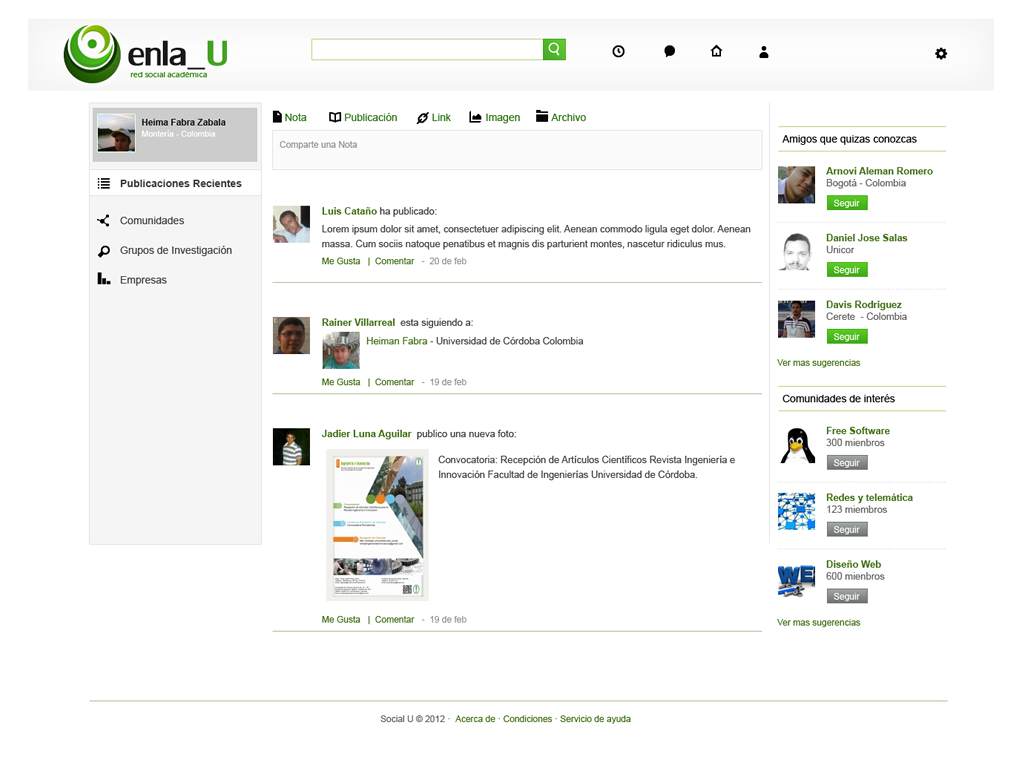 enla_U
red social académica
Heima Fabra Zabala
Montería - Colombia
Publicaciones Recientes
Comunidades
Grupos de Investigación
Empresas
Nota Publicación Link Imagen Archivo
Comparte una Nota
Luis Cataño ha publicado:
Lorem ipsum dolor sit amet, consectetuer adipiscing elit. Aenean commodo ligula eget dolor. Aenean
massa. Cum sociis natoque penatibus et magnis dis parturient montes, nascetur ridiculus mus.
Me Gusta | Comentar - 20 de feb
Rainer Villarreal esta siguiendo a:
Heiman Fabra - Universidad de Córdoba Colombia
Me Gusta | Comentar - 19 de feb
Jadier Luna Aguilar publico una nueva foto:
Convocatoria: Recepción de Artículos Científicos Revista Ingeniería e
Innovación Facultad de Ingenierías Universidad de Córdoba.
Me Gusta | Comentar - 19 de feb
Amigos que quizas conozcas
Arnovi Aleman Romero
Bogotá - Colombia
Seguir
Daniel Jose Salas
Unicor
Seguir
Davis Rodriguez
Cerete - Colombia
Seguir
Ver mas sugerencias
Comunidades de interés
Free Software
300 mienbros
Seguir
Redes y telemática
123 miembros
Seguir
WE
Diseño Web
600 mienbros
Seguir
Ver mas sugerencias
Social U © 2012 · Acerca de · Condiciones · Servicio de ayuda